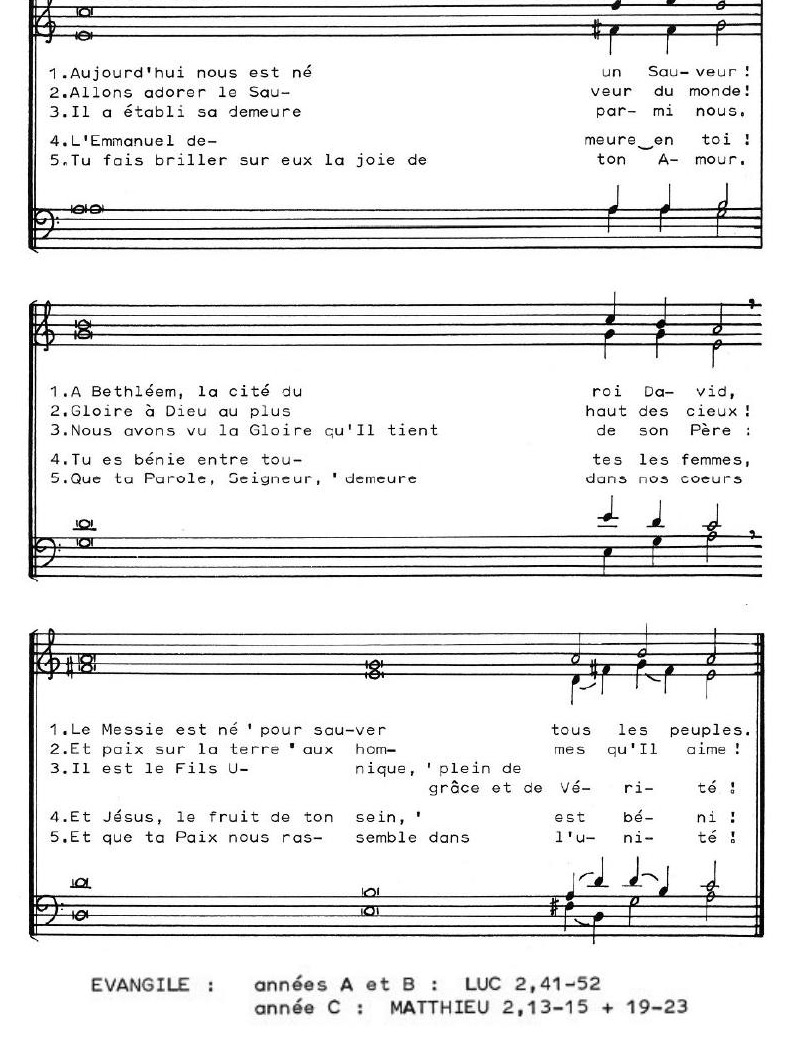 1.Aujourd'hui nous est né un Sau- veur !
2.Allons adorer le Sau- veur du monde!
3.Il a établi sa demeure par- mi nous.
4.L'Emmanuel de- meure‿en toi !
5.Tu fais briller sur eux la joie de ton A- mour.
1.A Bethléem, la cité du roi Da- vid,
2.Gloire à Dieu au plus haut des cieux!
3.Nous avons vu la Gloire qu'Il tient de son Père :
4.Tu es bénie entre tou- tes les femmes,
5.Que ta Parole, Seigneur, ' demeure dans nos coeurs
1.Le Messie est né ' pour sau-ver tous les peuples.
2.Et paix sur la terre ' aux hom- mes qu'Il aime !
3.Il est le Fils U- nique, ' plein de
grâce et de Vé- ri- té !
4.Et Jésus, le fruit de ton sein, ' est bé- ni !
5.Et que ta Paix nous ras- semble dans l'u- ni- té !
EVANGILE : années A et B : LUC 2,41-52
année C : MATTHIEU 2,13-15 + 19-23